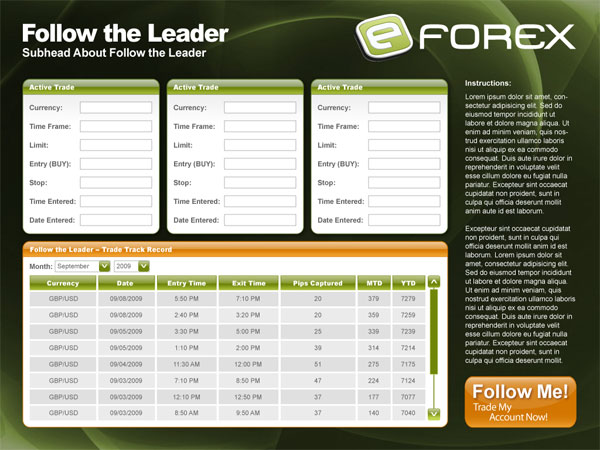 Follow the Leader
Subhead About Follow the Leader
e FOREX
Active Trade
Currency:
Time Frame:
Limit:
Entry (BUY):
Stop:
Time Entered:
Date Entered:
Active Trade
Currency:
Time Frame:
Limit:
Entry (BUY):
Stop:
Time Entered:
Date Entered:
Active Trade
Currency:
Time Frame:
Limit:
Entry (BUY):
Stop:
Time Entered:
Date Entered:
Instructions:
Lorem ipsum dolor sit amet, con-
sectetur adipisicing elit. Sed do
eiusmod tempor incididunt ut
labore et dolore magna aliqua. Ut
enim ad minim veniam, quis nos-
trud exercitation ullamco laboris
nisi ut aliquip ex ea commodo
consequat. Duis aute irure dolor in
reprehenderit in voluptate velit
esse cillum dolore eu fugiat nulla
pariatur. Excepteur sint occaecat
cupidatat non proident, sunt in
culpa qui officia deserunt mollit
anim aute id est laborum.
Excepteur sint occaecat cupidatat
non proident, sunt in culpa qui
officia deserunt mollit anim id est
laborum. Lorem ipsum dolor sit
amet, consectetur adipisicing elit,
sed do eiusmod tempor incididunt
ut labore et dolore magna aliqua.
Ut enim ad minim veniam, quis
nostrud exercitation ullamco
laboris nisi ut aliquip ex ea com-
modo consequat. Duis aute irure
dolor in reprehenderit in voluptate
velit esse cillum dolore eu fugiat
nulla pariatur. Excepteur sint oc-
caecat cupidatat non proident,
sunt in culpa qui officia deserunt
mollit anim id est laborum.
Follow the Leader – Trade Track Record
Month: September 2009
Currency Date Entry Time Exit Time Pips Captured MTD YTD
GBP/USD 09/08/2009 5:50 PM 7:10 PM 20 379 7279
GBP/USD 09/08/2009 2:40 PM 3:20 PM 20 359 7259
GBP/USD 09/05/2009 3:30 PM 5:00 PM 25 339 7239
GBP/USD 09/05/2009 1:10 PM 2:00 PM 39 314 7214
GBP/USD 09/04/2009 11:30 AM 12:00 PM 51 275 7175
GBP/USD 09/03/2009 7:10 PM 8:50 PM 47 224 7124
GBP/USD 09/03/2009 12:10 PM 12:50 PM 37 177 7077
GBP/USD 09/03/2009 8:50 AM 9:50 AM 37 140 7040
Follow Me!
Trade My
Account Now!